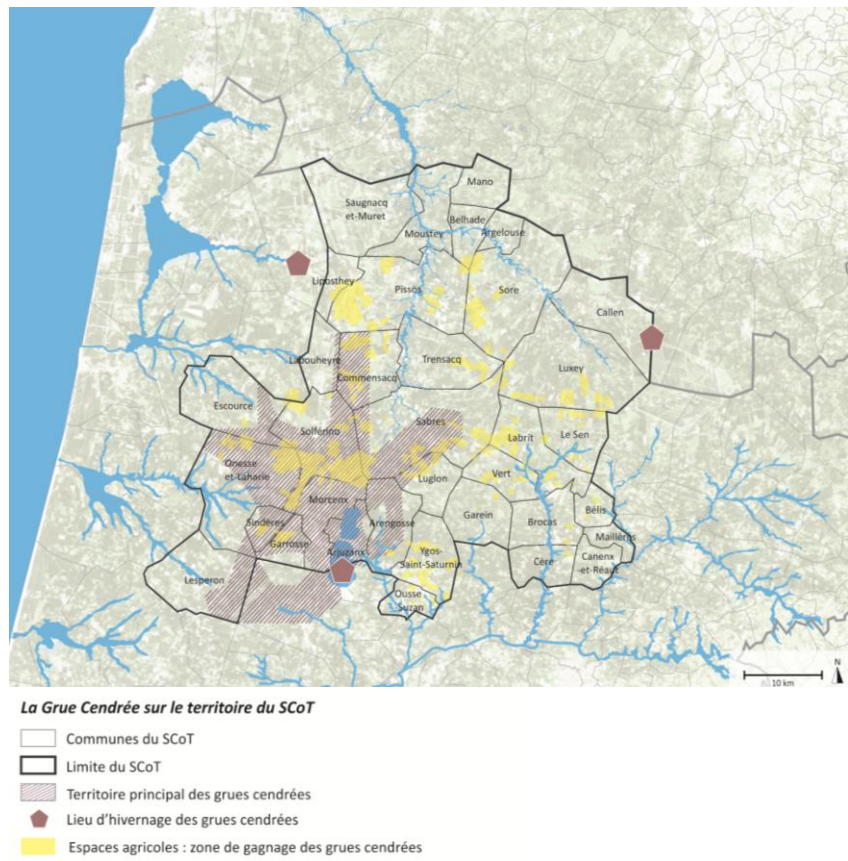 Mano
Saugnacq
et-Muret
Belhade
Moustey
Argelouse
Liposthey
Pissos
Sore
Callen
Labouheyre
Trensacq
Luxey
Commensacq
Escource
Solférino
Sabres
Labrit
Le Sen
Onesse
et-Laharie
Luglon
Vert
Morcenx
Garein
Bélis
Sindères
Arengosse
Brocas
Maillères
Garrosse
Arjuzanx
Ygos-
Saint-Saturnin
Cère
Canenx
-et-Réaut
Lesperon
Ousse
Suzan
N
10 km
La Grue Cendrée sur le territoire du SCoT
Communes du SCoT
Limite du SCoT
Territoire principal des grues cendrées
Lieu d'hivernage des grues cendrées
Espaces agricoles : zone de gagnage des grues cendrées